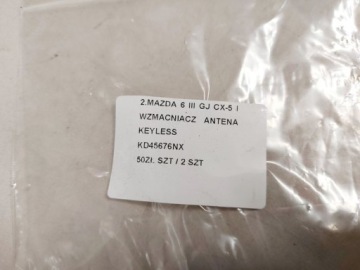 2.MAZDA 6 III GJ CX-5 I
WZMACNIACZ ANTENA
KEYLESS
KD45676NX
50ZŁ. SZT / 2 SZT